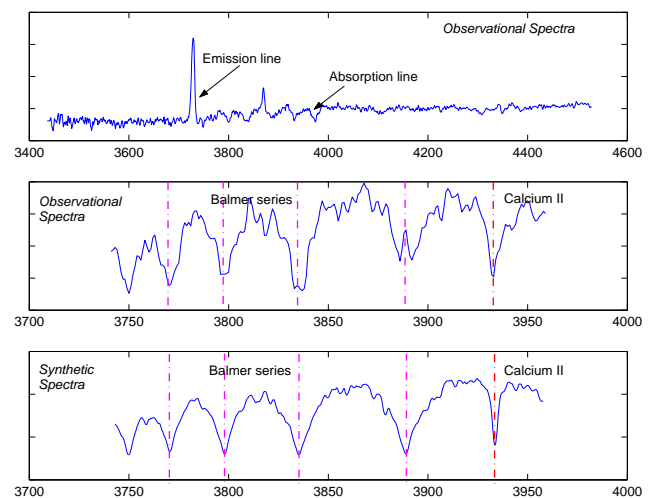 Observational Spectra
Emission line
Absorption line
3400 3600 3800 4000 4200 4400 4600
Observational
Spectra
Balmer series
Calcium II
3700 3750 3800 3850 3900 3950 4000
Synthetic
Spectra
Balmer series
Calcium II
3700 3750 3800 3850 3900 3950 4000